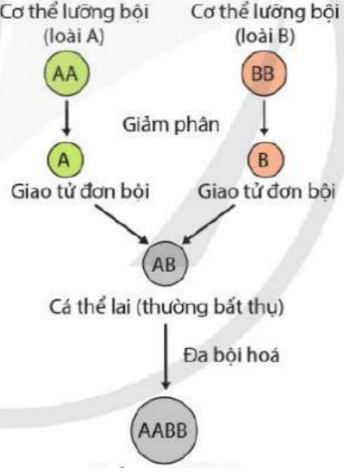 Cơ thể lưỡng bội Cơ thể lưỡng bội
(loài A) (loài B)
AA BB
Giảm phân
A B
Giao tử đơn bội Giao tử đơn bội
AB
Cá thể lai (thường bất thụ)
Đa bội hoá
AABB